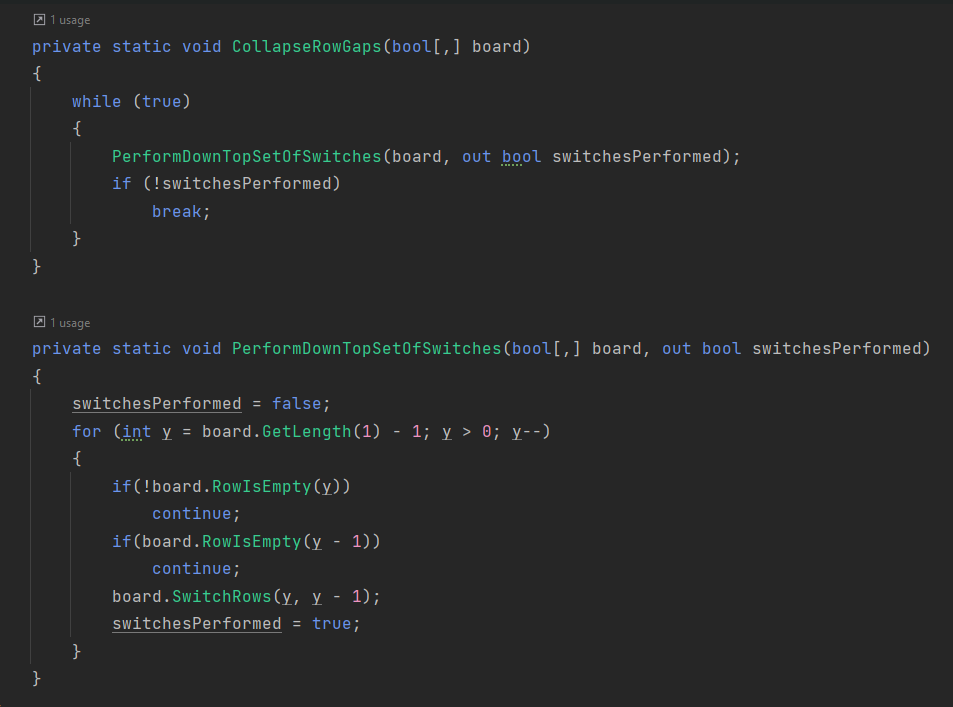 1 usage
private static void CollapseRowGaps(bool[,] board)
{
    while (true)
    {
        PerformDownTopSetOfSwitches(board, out bool switchesPerformed);
        if (!switchesPerformed)
            break;
    }
}
1 usage
private static void PerformDownTopSetOfSwitches(bool[,] board, out bool switchesPerformed)
{
    switchesPerformed = false;
    for (int y = board.GetLength(1) - 1; y > 0; y--)
    {
        if(!board.RowIsEmpty(y))
            continue;
        if(board.RowIsEmpty(y - 1))
            continue;
        board.SwitchRows(y, y - 1);
        switchesPerformed = true;
    }
}